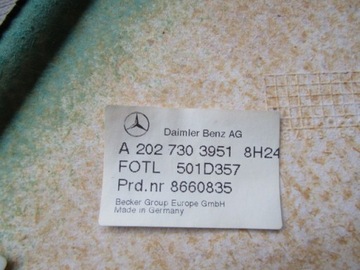 Daimler Benz AG
A 202 730 3951 8H24
FOTL 501D357
Prd.nr 8660835
Becker Group Europe GmbH
Made in Germany